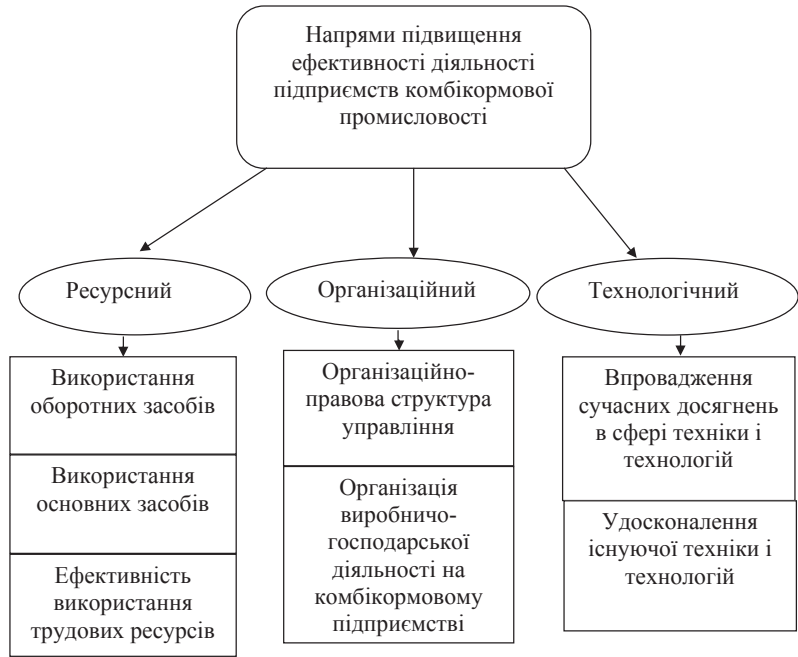 Напрями підвищення
ефективності діяльності
підприємств комбікормової
промисловості
Ресурсний
Організаційний
Технологічний
Використання
оборотних засобів
Використання
основних засобів
Ефективність
використання
трудових ресурсів
Організаційно-
правова структура
управління
Організація
виробничо-
господарської
діяльності на
комбікормовому
підприємстві
Впровадження
сучасних досягнень
в сфері техніки і
технологій
Удосконалення
існуючої техніки і
технологій